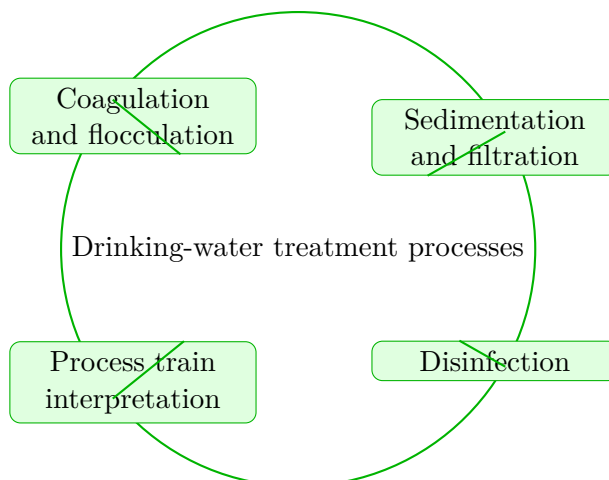 Coagulation
and flocculation
Sedimentation
and filtration
Drinking-water treatment processes
Process train
interpretation
Disinfection